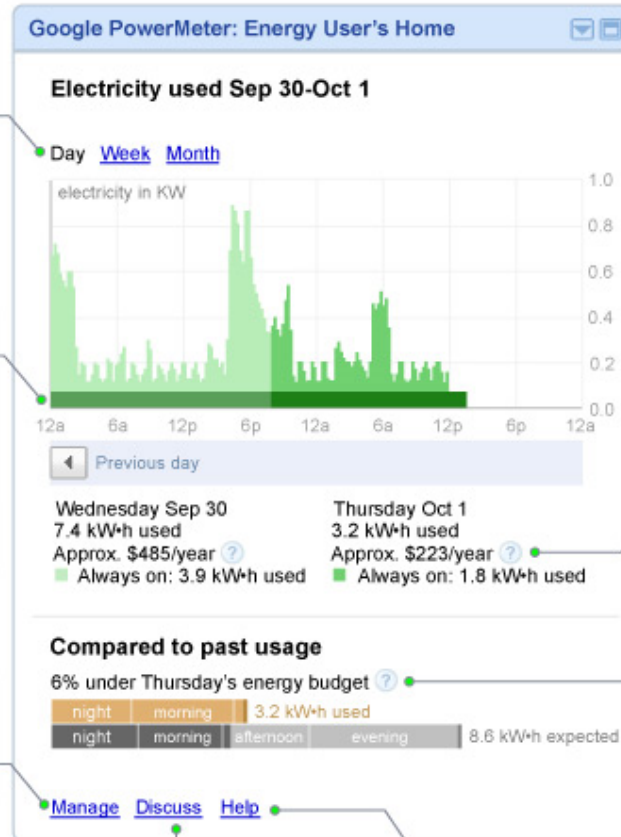 Google PowerMeter: Energy User's Home
Electricity used Sep 30-Oct 1
Day Week Month
electricity in KW
1.0
0.8
0.6
0.4
0.2
0.0
12a 6a 12p 6p 12a 6a 12p 6p 12a
Previous day
Wednesday Sep 30
7.4 kW•h used
Approx. $485/year ?
Always on: 3.9 kW•h used
Thursday Oct 1
3.2 kW•h used
Approx. $223/year ?
Always on: 1.8 kW•h used
Compared to past usage
6% under Thursday's energy budget ?
night morning 3.2 kW•h used
night morning afternoon evening 8.6 kW•h expected
Manage Discuss Help